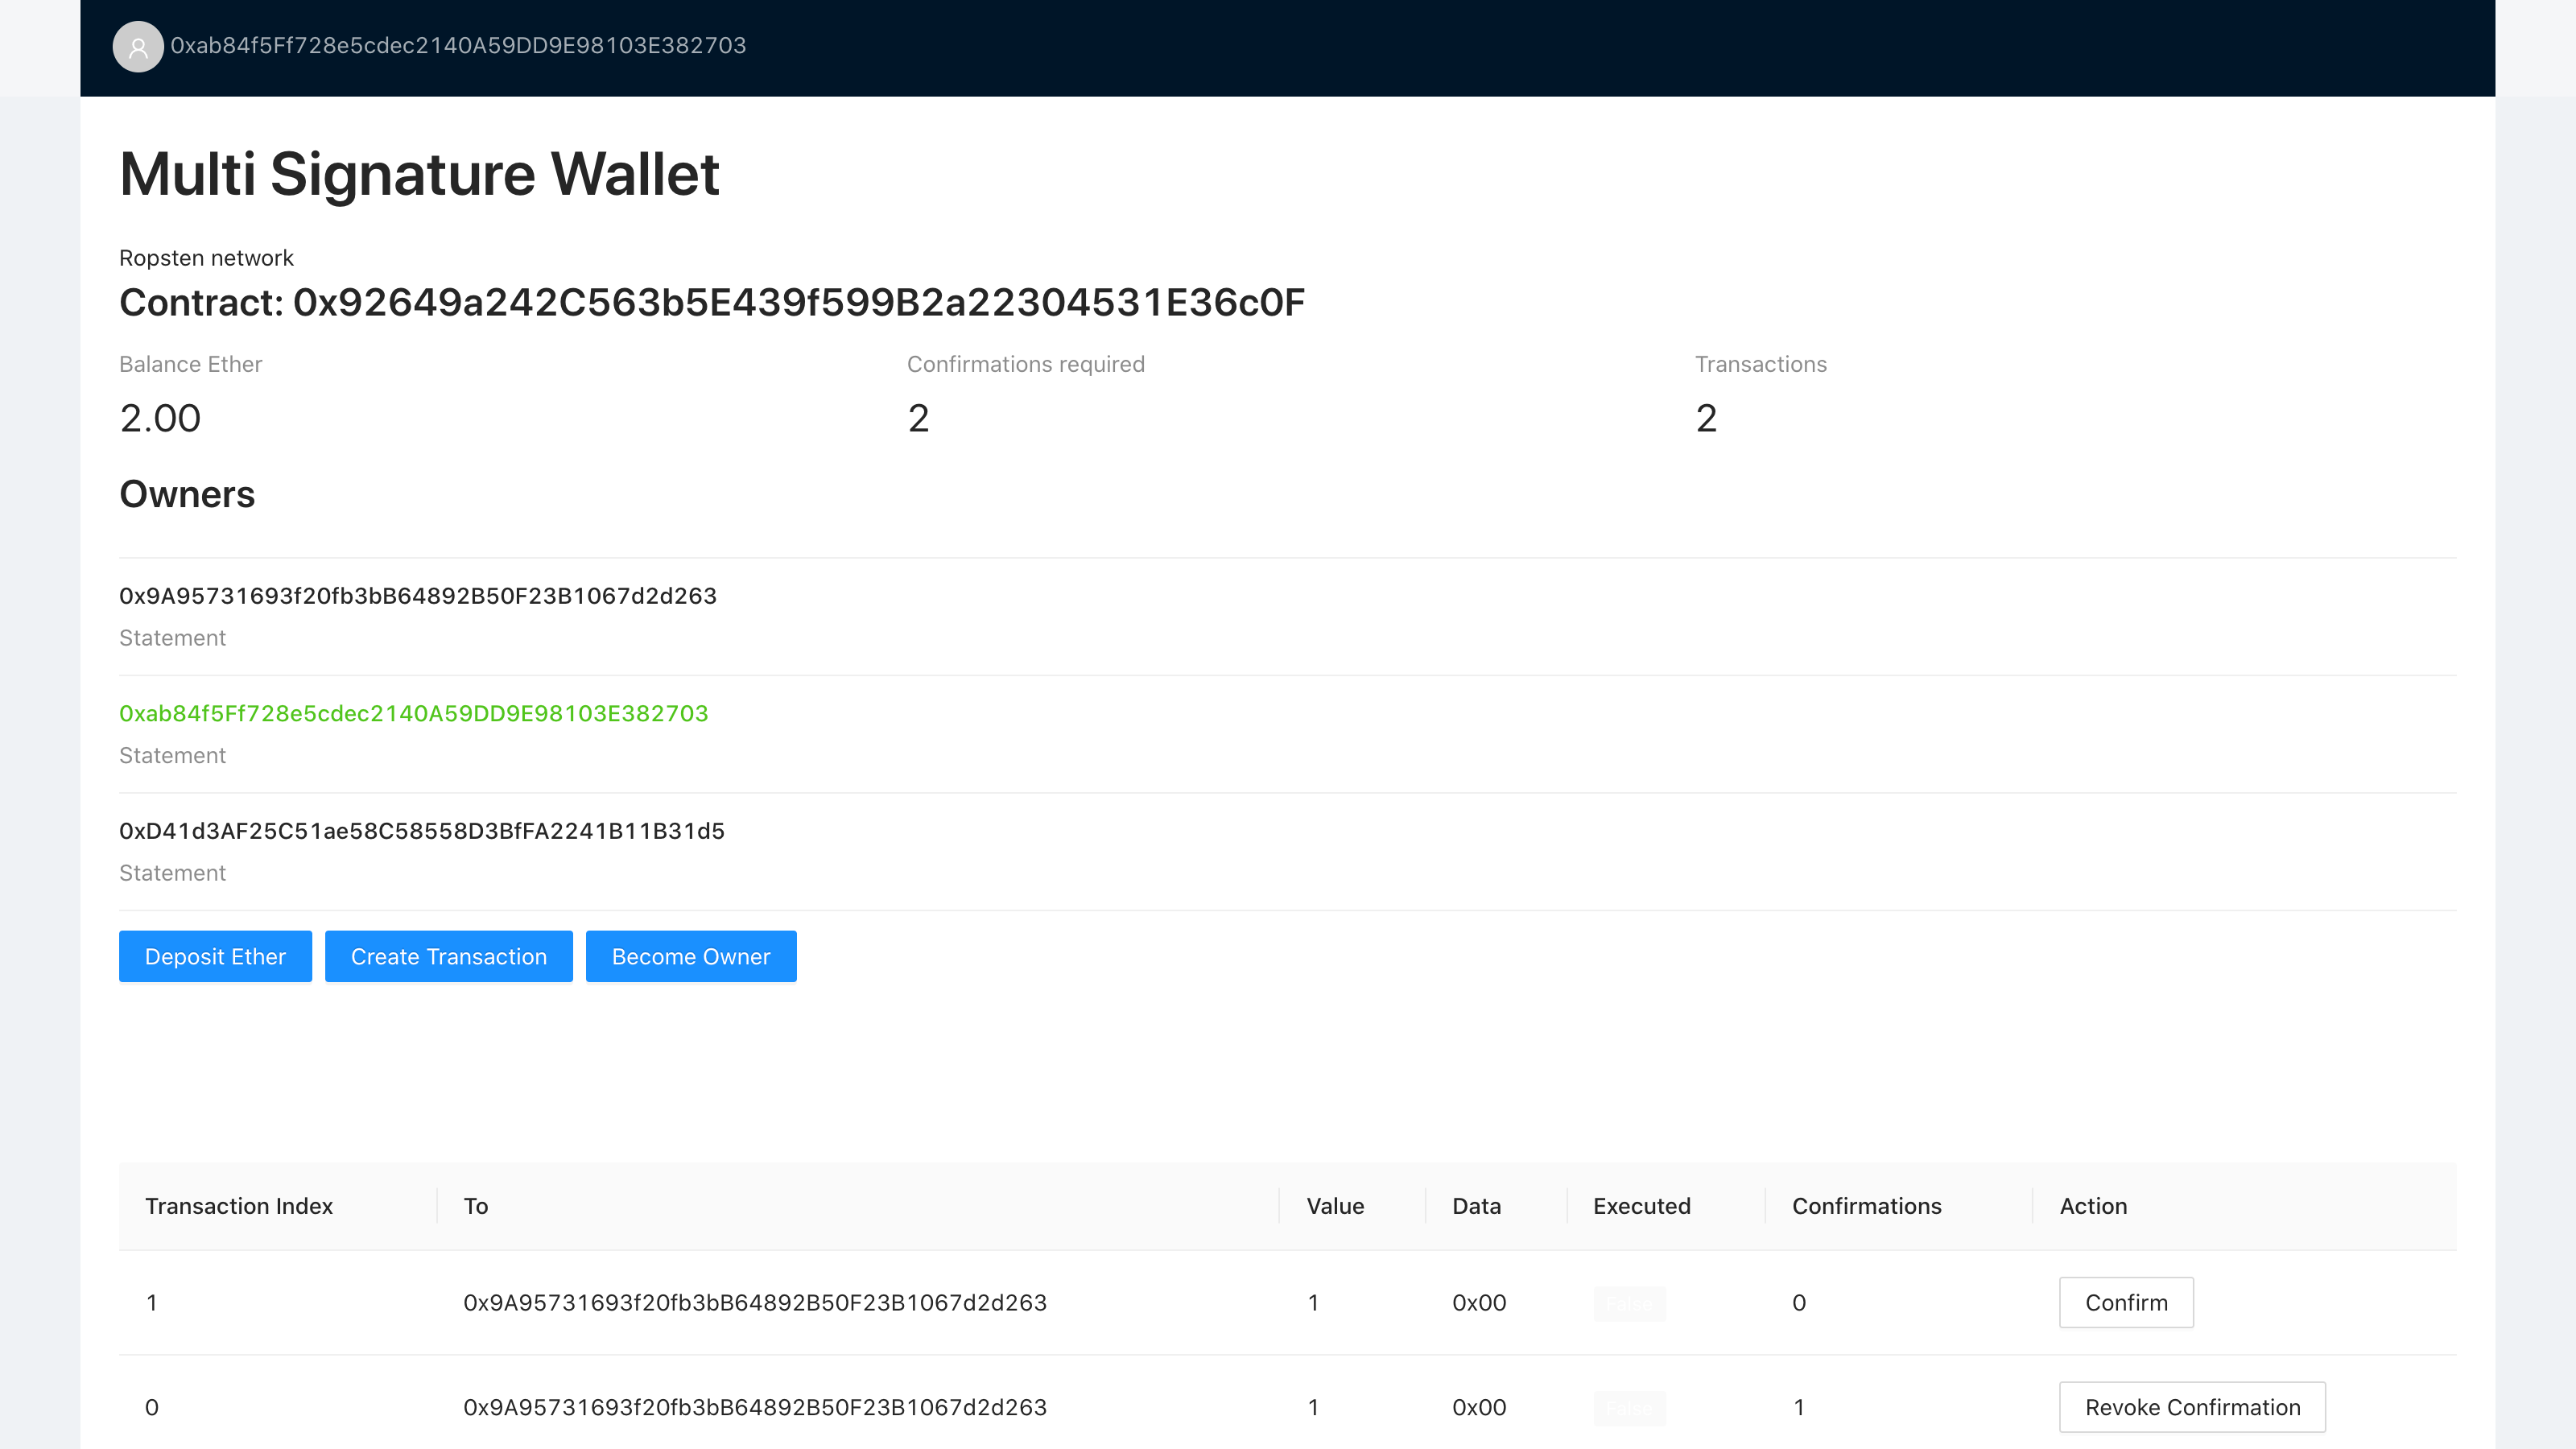 0xab84f5Ff728e5cdec2140A59DD9E98103E382703
Multi Signature Wallet
Ropsten network
Contract: 0x92649a242C563b5E439f599B2a22304531E36c0F
Balance Ether Confirmations required Transactions
2.00 2 2
Owners
0x9A95731693f20fb3bB64892B50F23B1067d2d263
Statement
0xab84f5Ff728e5cdec2140A59DD9E98103E382703
Statement
0xD41d3AF25C51ae58C58558D3BfFA2241B11B31d5
Statement
Deposit Ether Create Transaction Become Owner
Transaction Index To Value Data Executed Confirmations Action
1 0x9A95731693f20fb3bB64892B50F23B1067d2d263 1 0x00 False 0 Confirm
0 0x9A95731693f20fb3bB64892B50F23B1067d2d263 1 0x00 False 1 Revoke Confirmation